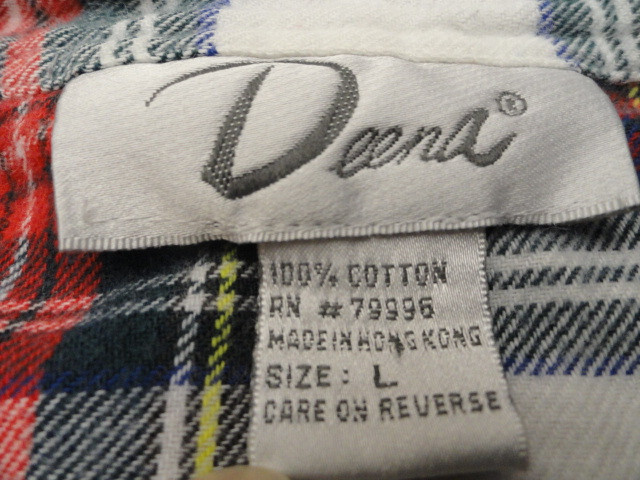 Deena®
100% COTTON
RN #79996
MADE IN HONG KONG
SIZE: L
CARE ON REVERSE